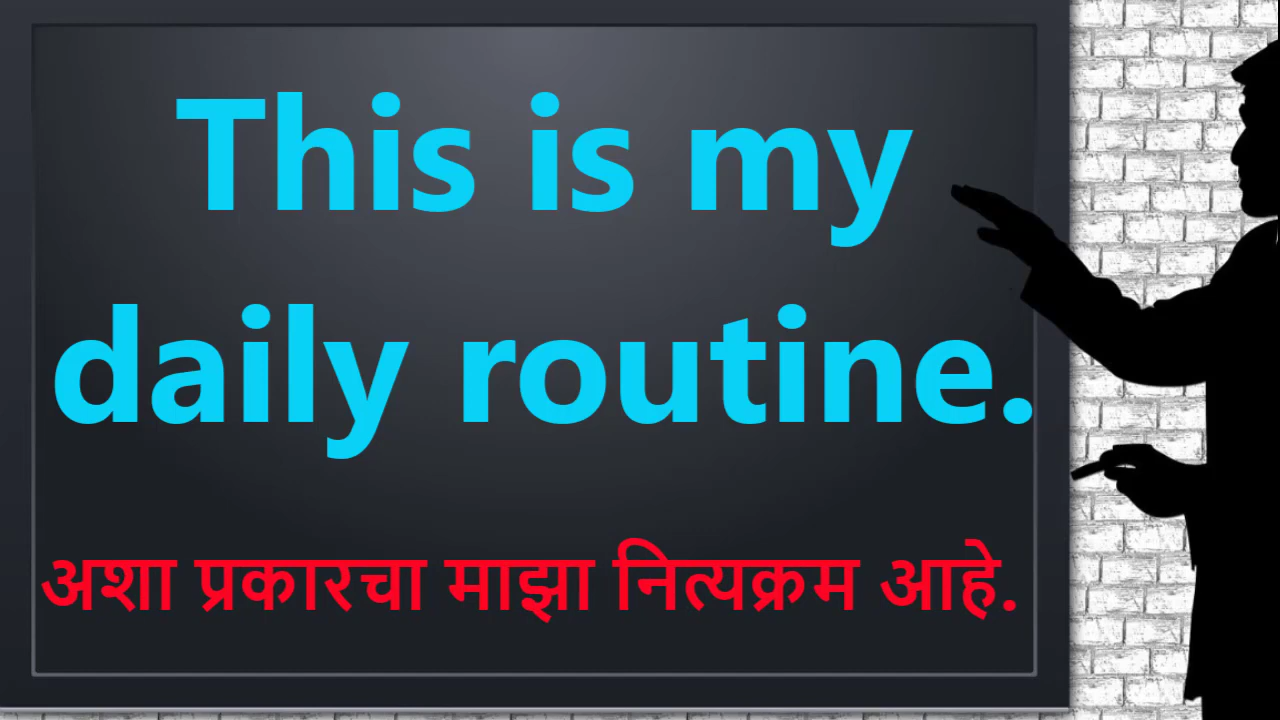 This is my
daily routine.
अशा प्रकारचा माझा नित्यक्रम आहे.